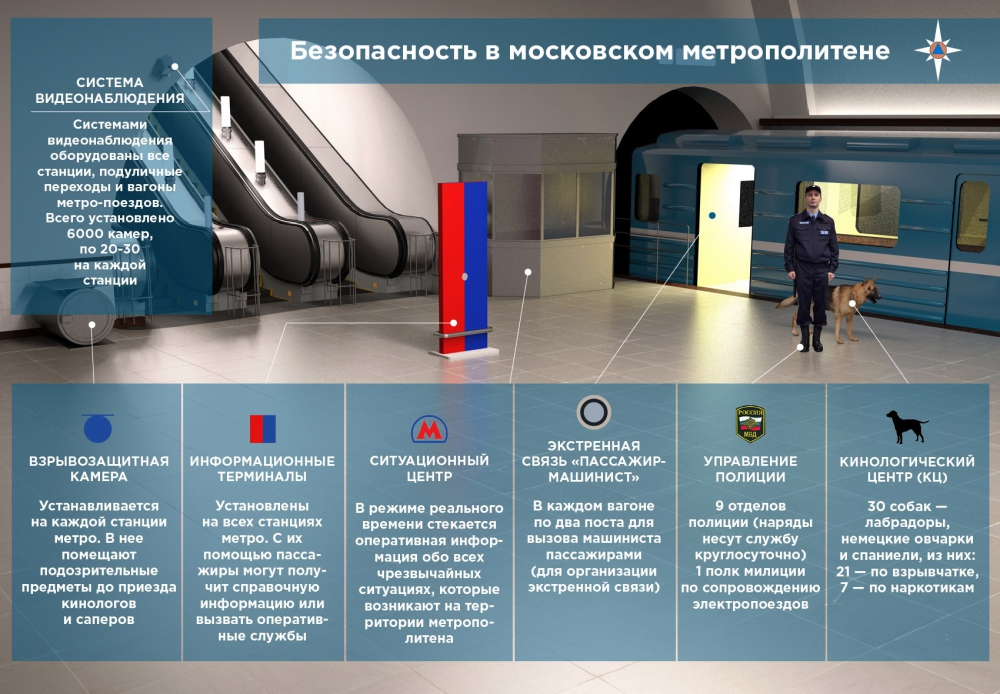 Безопасность в московском метрополитене
СИСТЕМА
ВИДЕОНАБЛЮДЕНИЯ
Системами
видеонаблюдения
оборудованы все
станции, подуличные
переходы и вагоны
метро-поездов.
Всего установлено
6000 камер,
по 20-30
на каждой
станции
ВЗРЫВОЗАЩИТНАЯ
КАМЕРА
Устанавливается
на каждой станции
метро. В нее
помещают
подозрительные
предметы до приезда
кинологов
и саперов
ИНФОРМАЦИОННЫЕ
ТЕРМИНАЛЫ
Установлены
на всех станциях
метро. С их
помощью пасса-
жиры могут полу-
чит справочную
информацию или
вызвать оператив-
ные службы
М
СИТУАЦИОННЫЙ
ЦЕНТР
В режиме реального
времени стекается
оперативная инфор-
мация обо всех
чрезвычайных
ситуациях, которые
возникают на тер-
ритории метропо-
литена
ЭКСТРЕННАЯ
СВЯЗЬ «ПАССАЖИР-
МАШИНИСТ»
В каждом вагоне
по два поста для
вызова машиниста
пассажирами
(для организации
экстренной связи)
РОССИЯ
МВД
УПРАВЛЕНИЕ
ПОЛИЦИИ
9 отделов
полиции (наряды
несут службу
круглосуточно)
1 полк милиции
по сопровождению
электропоездов
КИНОЛОГИЧЕСКИЙ
ЦЕНТР (КЦ)
30 собак —
лабрадоры,
немецкие овчарки
и спаниели, из них:
21 — по взрывчатке,
7 — по наркотикам